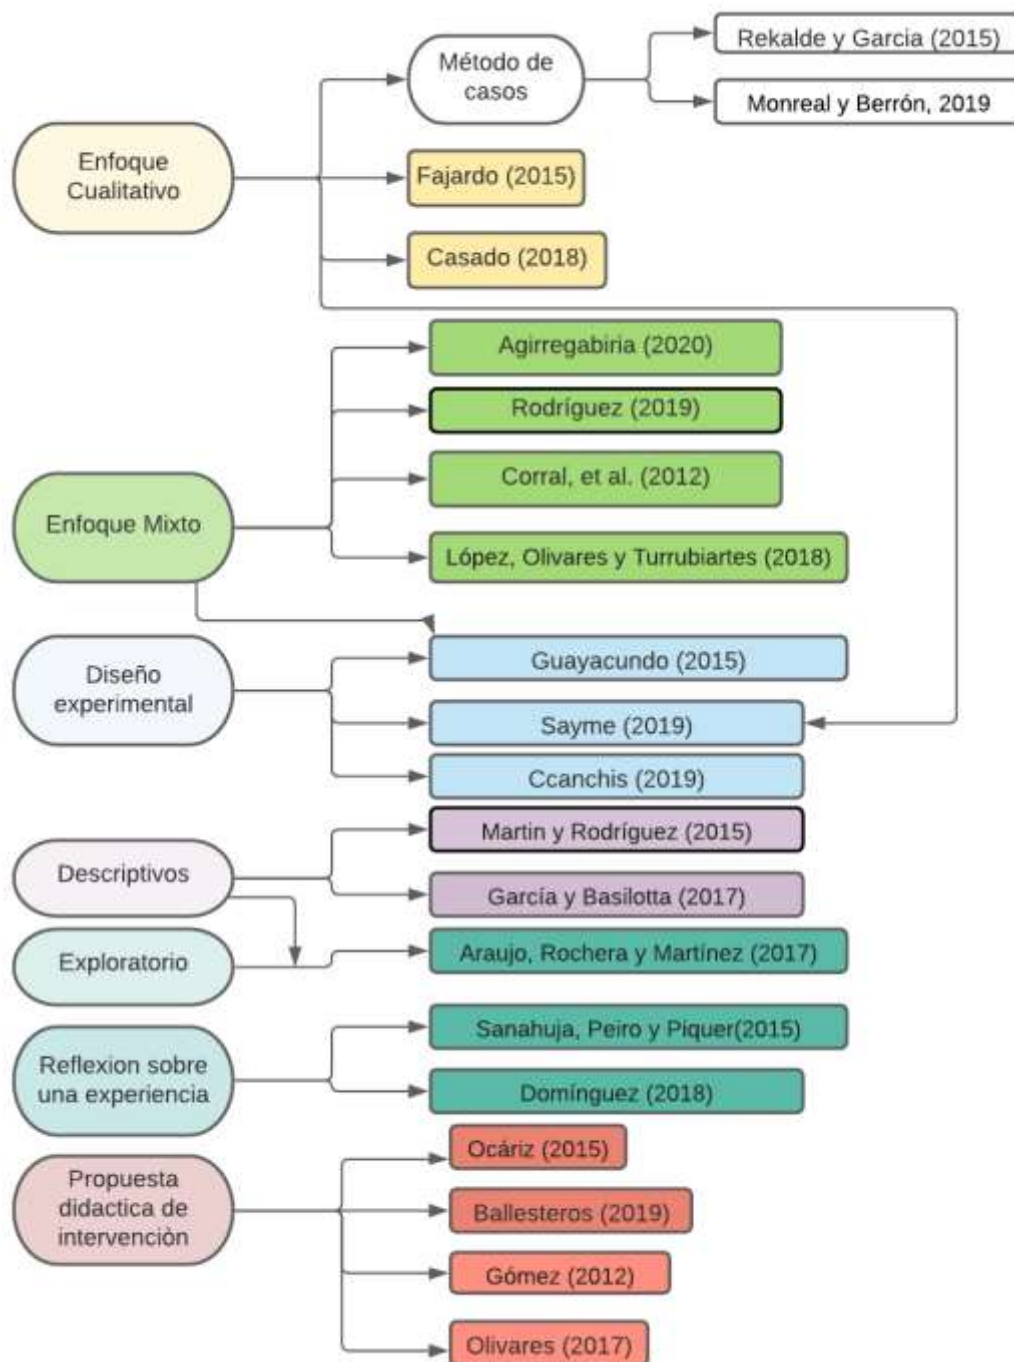 Rekalde y Garcia (2015)
Método de
casos
Monreal y Berrón, 2019
Enfoque
Cualitativo
Fajardo (2015)
Casado (2018)
Agirregabiria (2020)
Rodríguez (2019)
Corral, et al. (2012)
Enfoque Mixto
López, Olivares y Turrubiartes (2018)
Guayacundo (2015)
Diseño
experimental
Sayme (2019)
Ccanchis (2019)
Martin y Rodríguez (2015)
Descriptivos
García y Basilotta (2017)
Exploratorio
Araujo, Rochera y Martínez (2017)
Sanahuja, Peiro y Piquer(2015)
Reflexion sobre
una experiencia
Domínguez (2018)
Ocáriz (2015)
Propuesta
didactica de
intervenciòn
Ballesteros (2019)
Gómez (2012)
Olivares (2017)